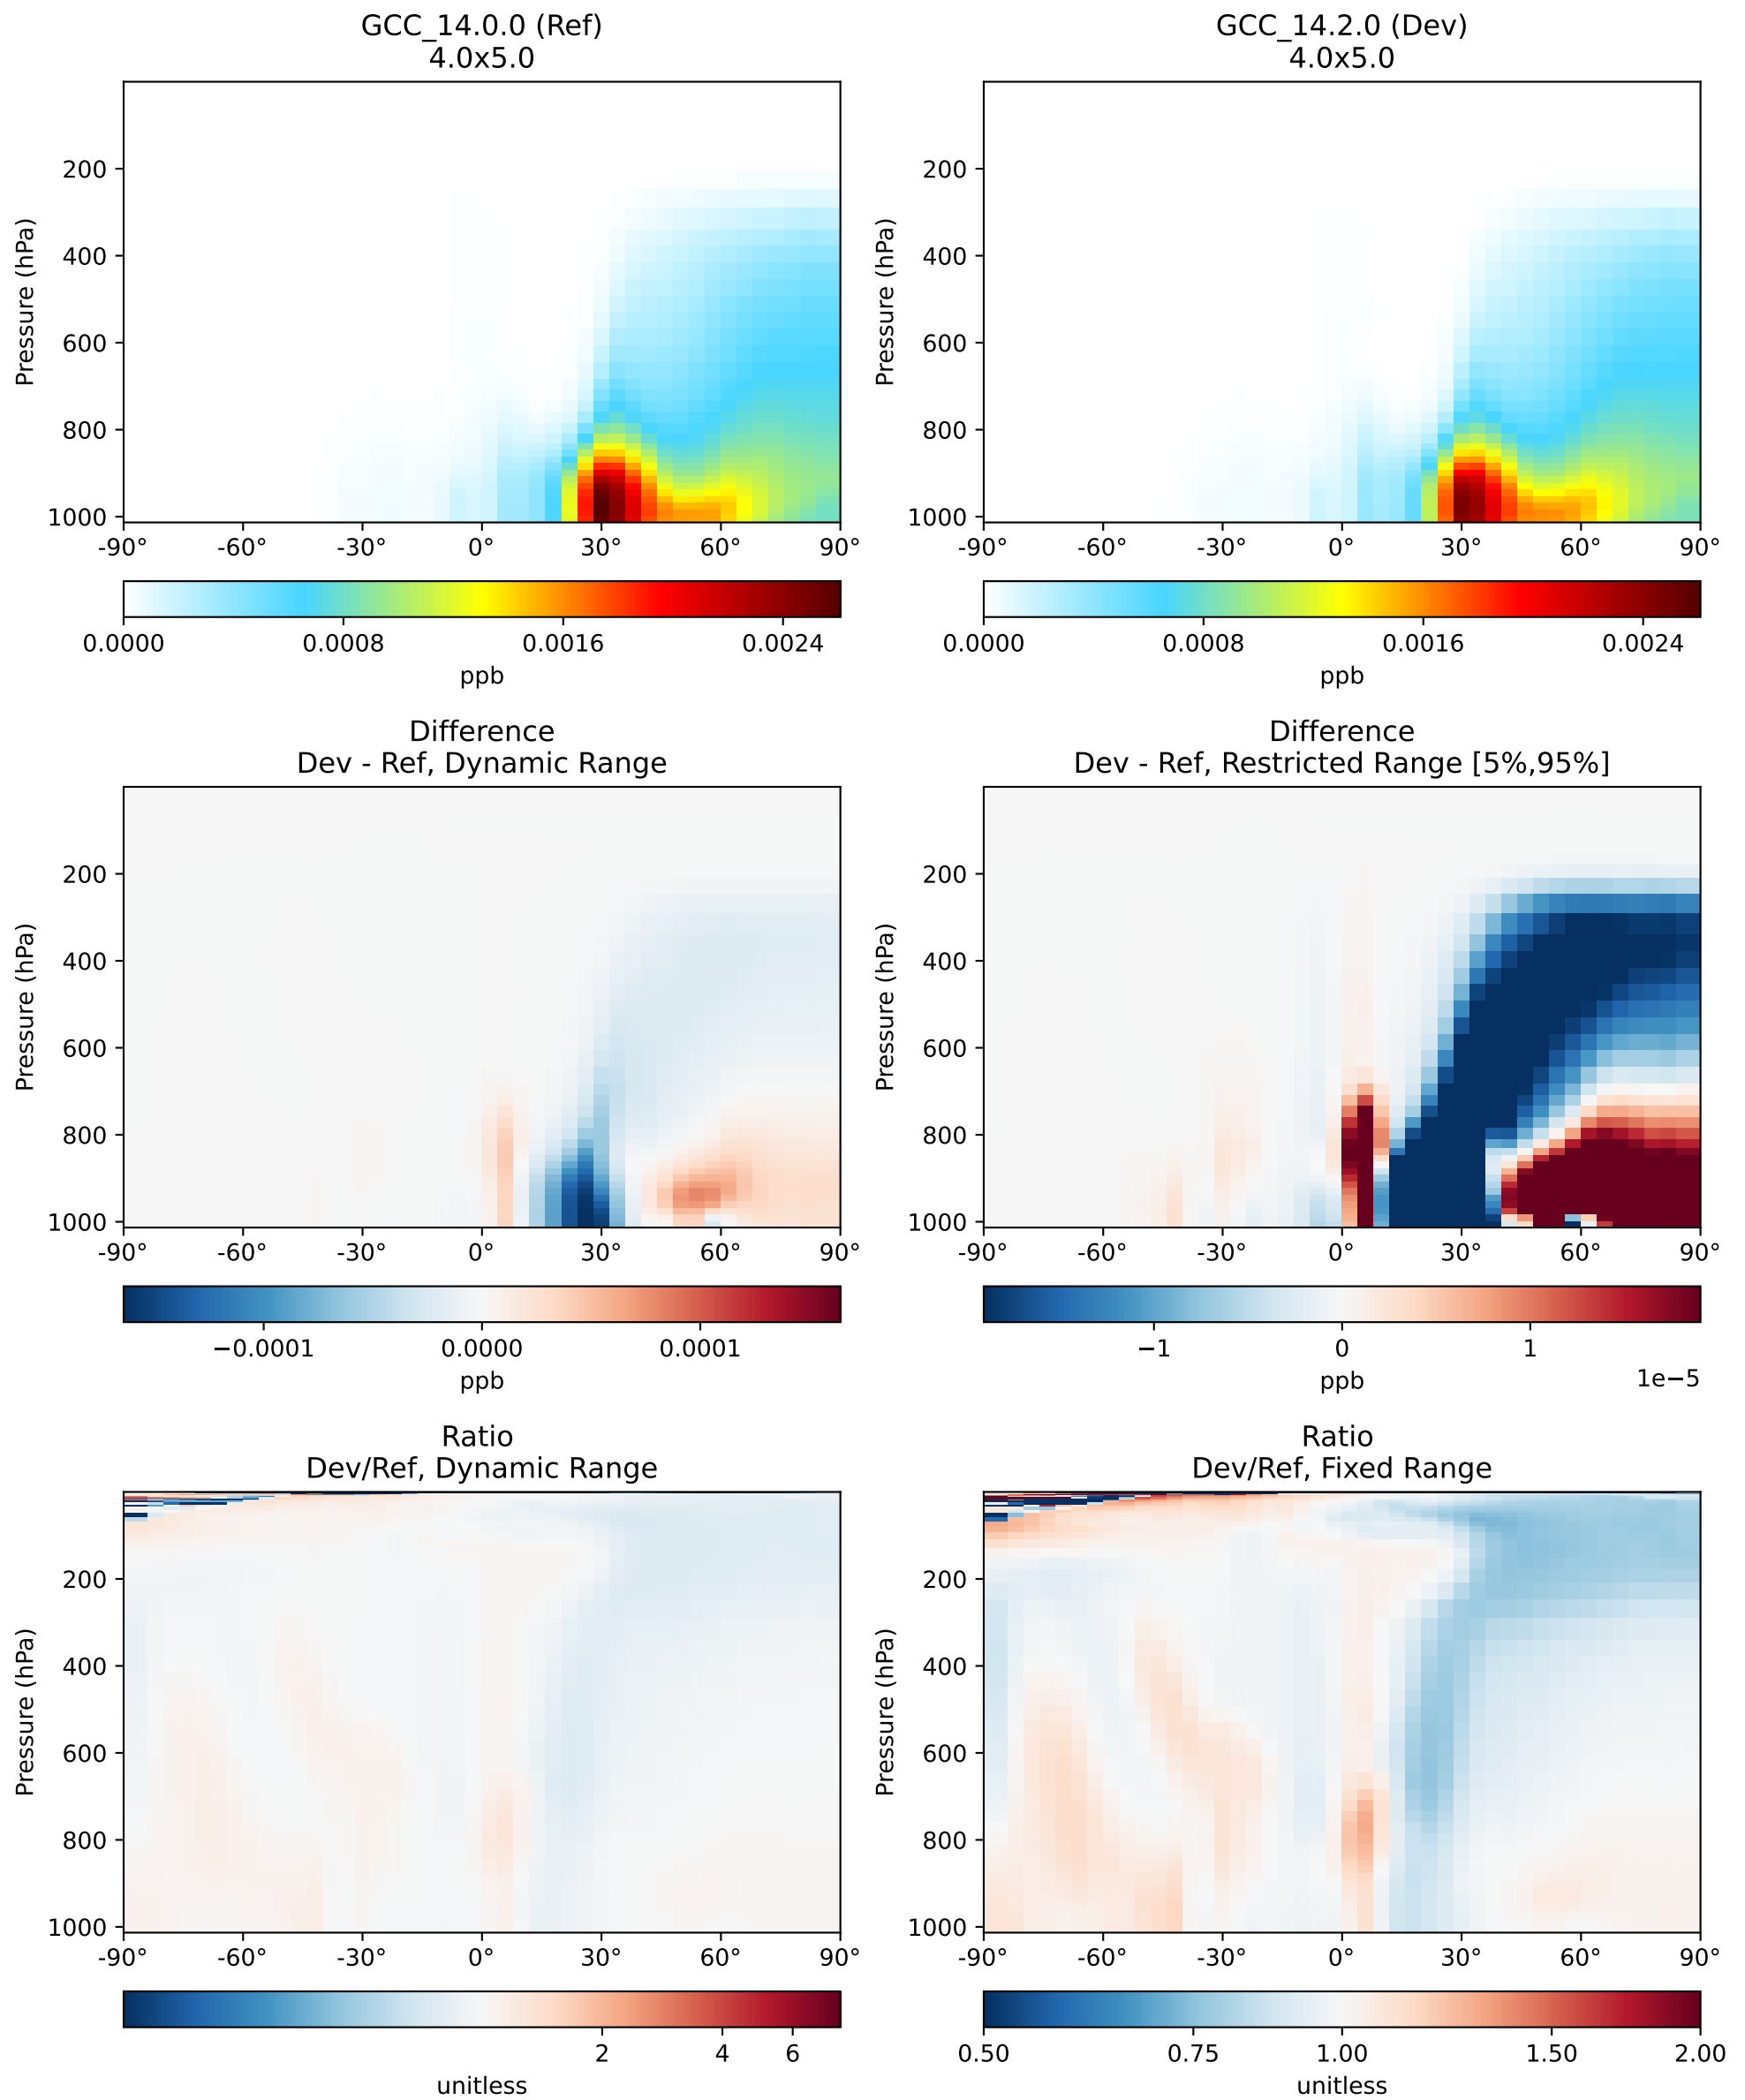 GCC_14.0.0 (Ref)
4.0x5.0
Pressure (hPa)
200
400
600
800
1000
-90° -60° -30° 0° 30° 60° 90°
0.0000 0.0008 0.0016 0.0024
ppb
GCC_14.2.0 (Dev)
4.0x5.0
Pressure (hPa)
200
400
600
800
1000
-90° -60° -30° 0° 30° 60° 90°
0.0000 0.0008 0.0016 0.0024
ppb
Difference
Dev - Ref, Dynamic Range
Pressure (hPa)
200
400
600
800
1000
-90° -60° -30° 0° 30° 60° 90°
−0.0001 0.0000 0.0001
ppb
Difference
Dev - Ref, Restricted Range [5%,95%]
Pressure (hPa)
200
400
600
800
1000
-90° -60° -30° 0° 30° 60° 90°
−1 0 1
ppb
1e−5
Ratio
Dev/Ref, Dynamic Range
Pressure (hPa)
200
400
600
800
1000
-90° -60° -30° 0° 30° 60° 90°
2 4 6
unitless
Ratio
Dev/Ref, Fixed Range
Pressure (hPa)
200
400
600
800
1000
-90° -60° -30° 0° 30° 60° 90°
0.50 0.75 1.00 1.50 2.00
unitless